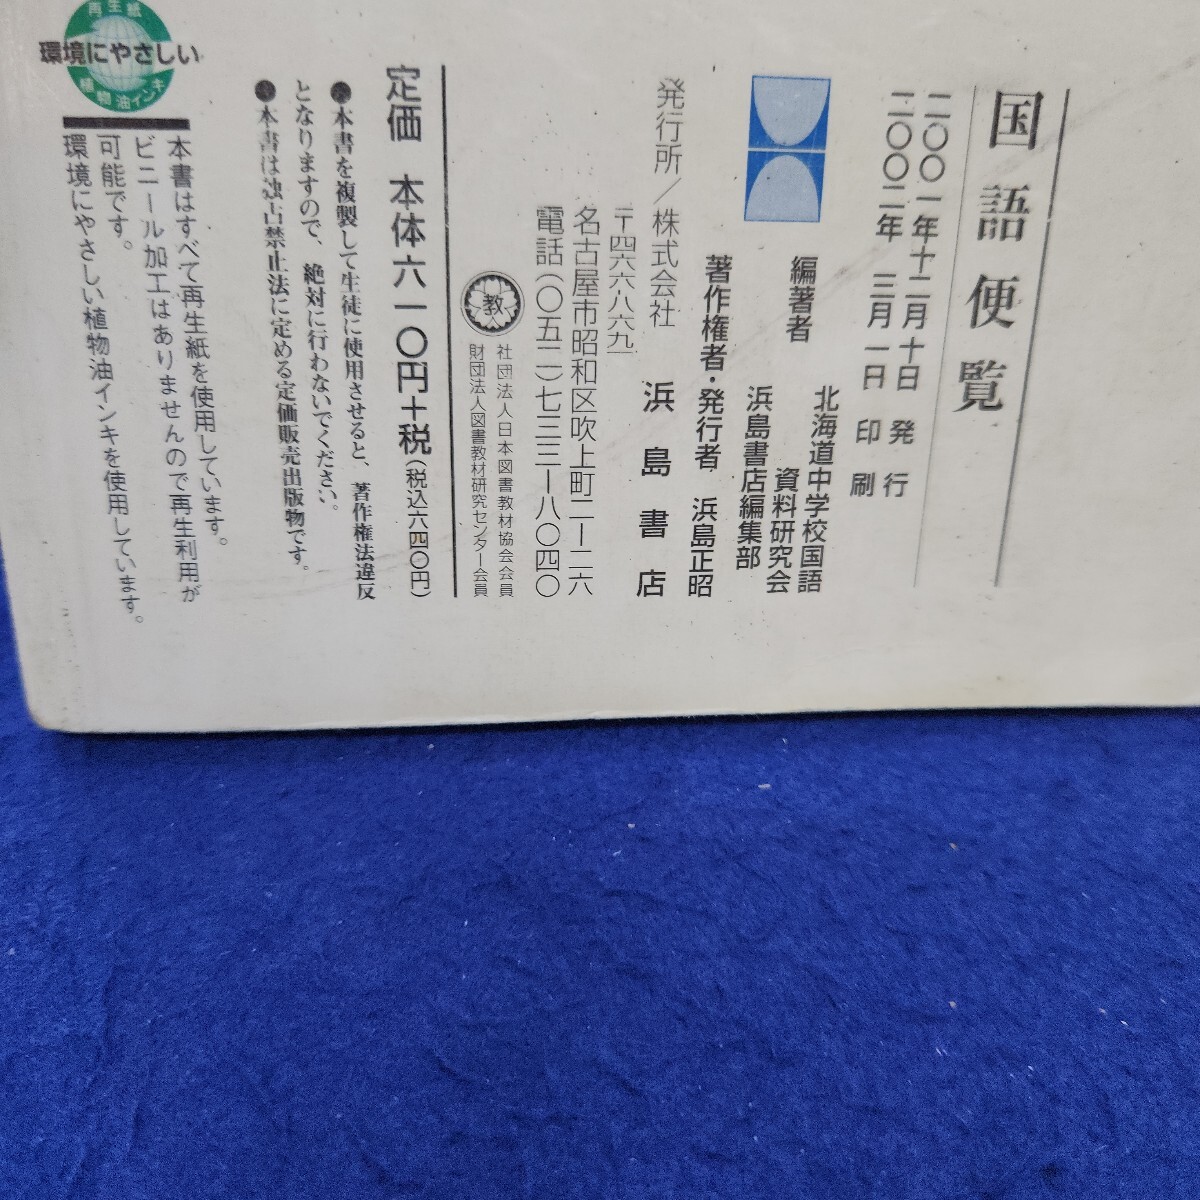 国語便覧
二〇〇一年十二月十日 発行
二〇〇二年 三月一日 印刷
編著者 北海道中学校国語
資料研究会
浜島書店編集部
著作権者・発行者 浜島正昭
発行所/株式会社 浜島書店
〒四六六-八六九一
名古屋市昭和区吹上町二ー二六
電話(〇五二)七三三ー八〇四〇
教
社団法人日本図書教材協会会員
財団法人図書教材研究センター会員
定価 本体六一〇円+税(税込六四〇円)
●本書を複製して生徒に使用させると、著作権法違反
となりますので、絶対に行わないでください。
●本書は独占禁止法に定める定価販売出版物です。
再生紙
環境にやさしい
植物油インキ
本書はすべて再生紙を使用しています。
ビニール加工はありませんので再生利用が
可能です。
環境にやさしい植物油インキを使用しています。